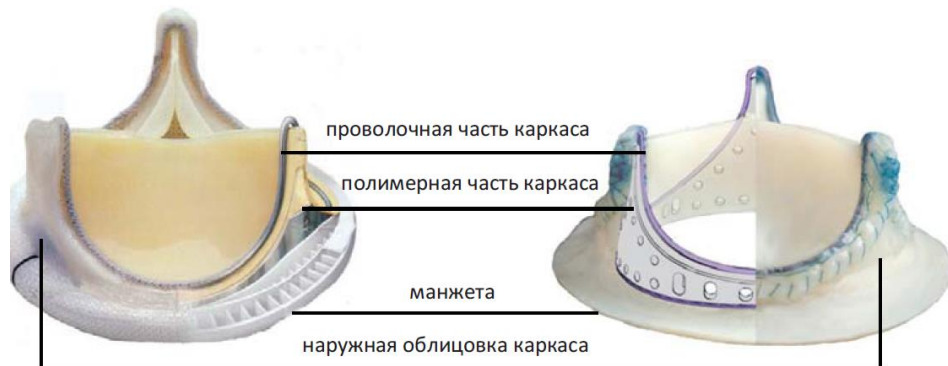 проволочная часть каркаса
полимерная часть каркаса
манжета
наружная облицовка каркаса